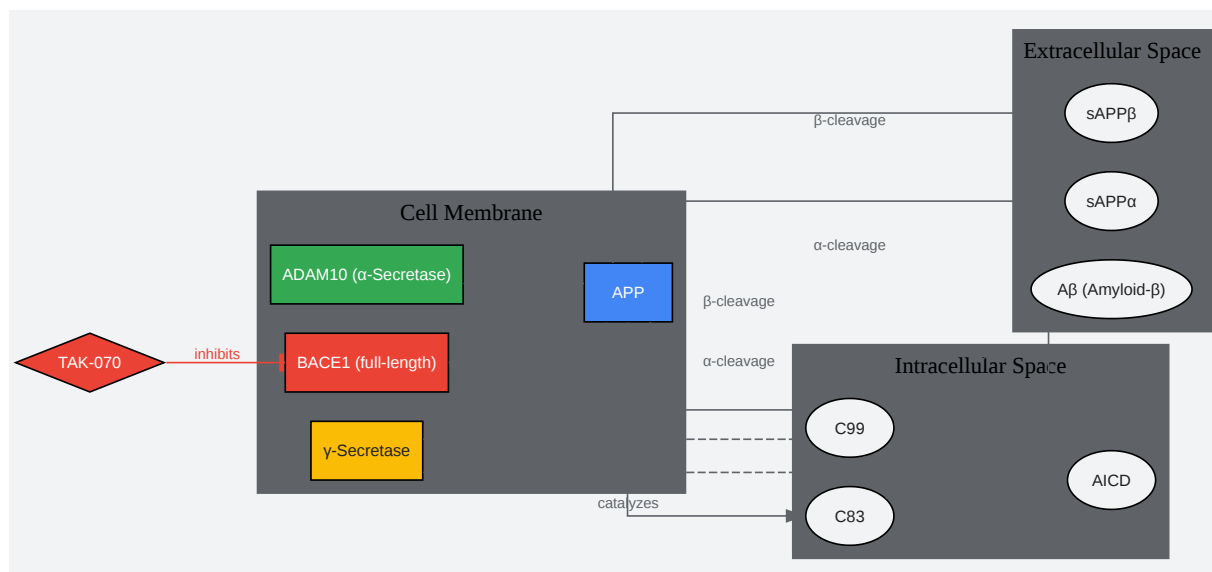 Extracellular Space
sAPPβ
β-cleavage
sAPPα
Cell Membrane
α-cleavage
ADAM10 (α-Secretase)
APP
Aβ (Amyloid-β)
β-cleavage
TAK-070
inhibits
BACE1 (full-length)
α-cleavage
Intracellular Space
C99
γ-Secretase
AICD
catalyzes
C83